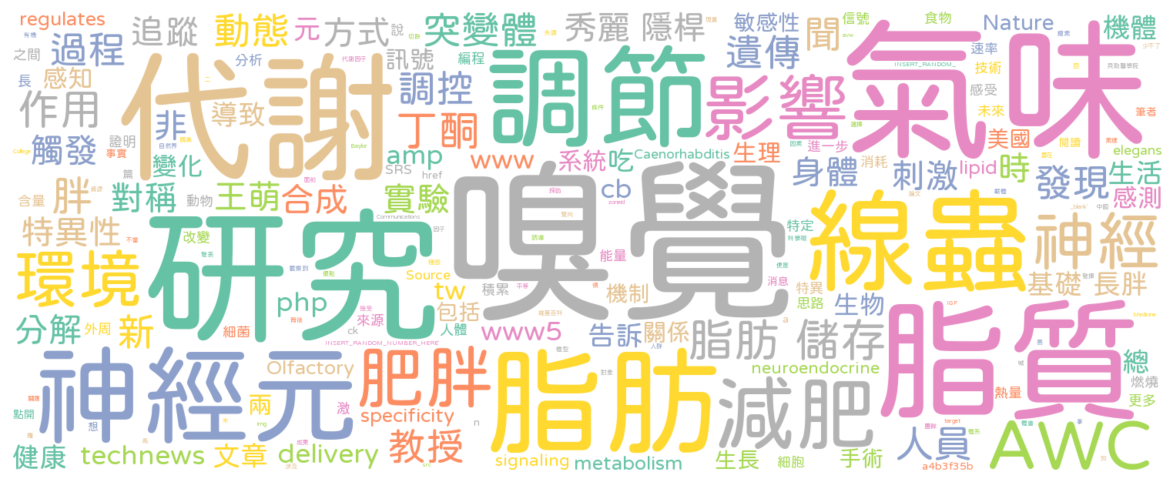 regulates 追蹤 動態 元 方式 說 突變體 秀麗 隱桿 敏感性 信號 食物 Nature 機體
之間 過程 分析 訊號 編程 遺傳 聞 速率 INSERT_RANDOM_
長 感知 代謝 調節 影響 氣味 技術 感受 未來
作用 非 導致 調控 丁酮 美國 閱讀 筆者
觸發 證明 事實 變化 amp www 系統 吃 Caenorhabditis 生理 進一步 elegans
篇 SRS href 身體 消耗 刺激 lipid 時 發現 生活
含量 胖 對稱 動物 王萌 合成 實驗 嗅覺 cb 感測
特異性 改變 研究 特定 線蟲 神經
環境 php Source tw 積累 能量 機制 消息 特異 思路 生物 基礎 長胖
分解 外周 新 細菌 來源 包括 人體 ck www5 告訴 關係 脂肪 儲存 脂質
INSERT_RANDOM_NUMBER_HERE
神經元 Olfactory 肥胖 脂肪 減肥 neuroendocrine 熱量 總 燃燒
點開 兩 激 specificity n 更多
想 教授 人員 AWC
健康 technews 文章 delivery signaling metabolism 生長 細胞 手術 a4b3f35b